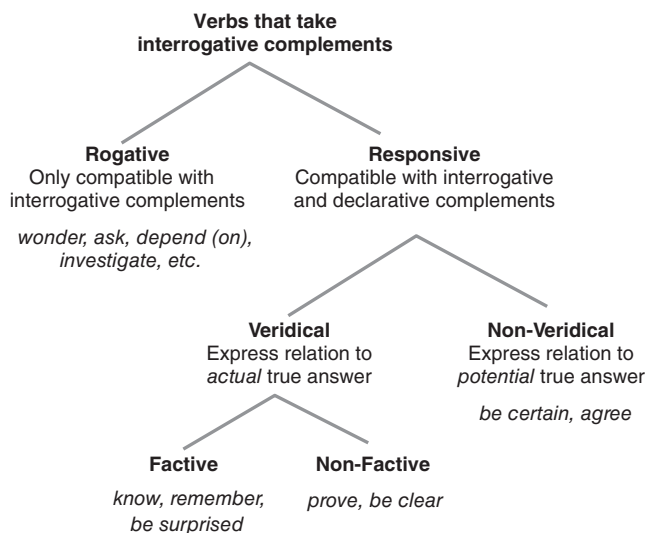 Verbs that take
interrogative complements
Rogative
Only compatible with
interrogative complements
wonder, ask, depend (on),
investigate, etc.
Responsive
Compatible with interrogative
and declarative complements
Veridical
Express relation to
actual true answer
Non-Veridical
Express relation to
potential true answer
be certain, agree
Factive
know, remember,
be surprised
Non-Factive
prove, be clear